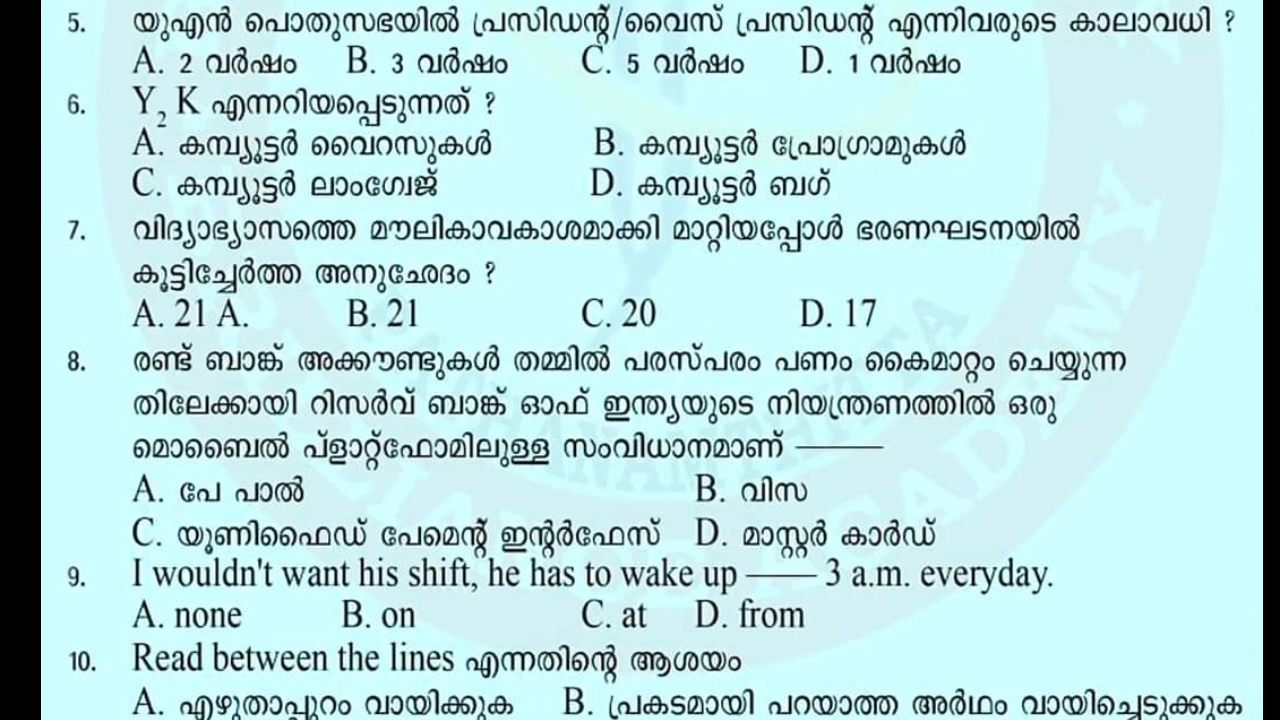 5. യുഎൻ പൊതുസഭയിൽ പ്രസിഡന്റ്/വൈസ് പ്രസിഡന്റ് എന്നിവരുടെ കാലാവധി ?
A. 2 വർഷം B. 3 വർഷം C. 5 വർഷം D. 1 വർഷം
6. Y₂ K എന്നറിയപ്പെടുന്നത് ?
A. കമ്പ്യൂട്ടർ വൈറസുകൾ B. കമ്പ്യൂട്ടർ പ്രോഗ്രാമുകൾ
C. കമ്പ്യൂട്ടർ ലാംഗ്വേജ് D. കമ്പ്യൂട്ടർ ബഗ്
7. വിദ്യാഭ്യാസത്തെ മൗലികാവകാശമാക്കി മാറ്റിയപ്പോൾ ഭരണഘടനയിൽ
കൂട്ടിച്ചേർത്ത അനുഛേദം ?
A. 21 A. B. 21 C. 20 D. 17
8. രണ്ട് ബാങ്ക് അക്കൗണ്ടുകൾ തമ്മിൽ പരസ്പരം പണം കൈമാറ്റം ചെയ്യുന്ന
തിലേക്കായി റിസർവ് ബാങ്ക് ഓഫ് ഇന്ത്യയുടെ നിയന്ത്രണത്തിൽ ഒരു
മൊബൈൽ പ്ളാറ്റ്ഫോമിലുള്ള സംവിധാനമാണ് ———
A. പേ പാൽ B. വിസ
C. യൂണിഫൈഡ് പേമെന്റ് ഇന്റർഫേസ് D. മാസ്റ്റർ കാർഡ്
9. I wouldn't want his shift, he has to wake up —— 3 a.m. everyday.
A. none B. on C. at D. from
10. Read between the lines എന്നതിന്റെ ആശയം
A. എഴുതാപ്പുറം വായിക്കുക B. പ്രകടമായി പറയാത്ത അർഥം വായിച്ചെടുക്കുക